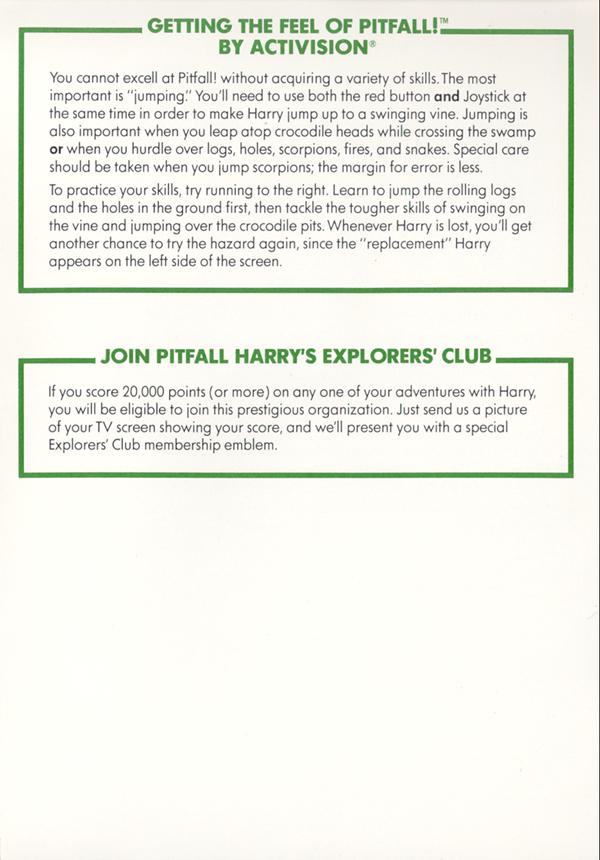 GETTING THE FEEL OF PITFALL!™
BY ACTIVISION®
You cannot excell at Pitfall! without acquiring a variety of skills. The most
important is “jumping.” You'll need to use both the red button and Joystick at
the same time in order to make Harry jump up to a swinging vine. Jumping is
also important when you leap atop crocodile heads while crossing the swamp
or when you hurdle over logs, holes, scorpions, fires, and snakes. Special care
should be taken when you jump scorpions; the margin for error is less.
To practice your skills, try running to the right. Learn to jump the rolling logs
and the holes in the ground first, then tackle the tougher skills of swinging on
the vine and jumping over the crocodile pits. Whenever Harry is lost, you'll get
another chance to try the hazard again, since the “replacement” Harry
appears on the left side of the screen.
JOIN PITFALL HARRY'S EXPLORERS' CLUB
If you score 20,000 points (or more) on any one of your adventures with Harry,
you will be eligible to join this prestigious organization. Just send us a picture
of your TV screen showing your score, and we'll present you with a special
Explorers' Club membership emblem.